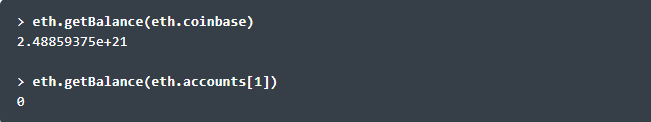 > eth.getBalance(eth.coinbase)
2.48859375e+21
> eth.getBalance(eth.accounts[1])
0